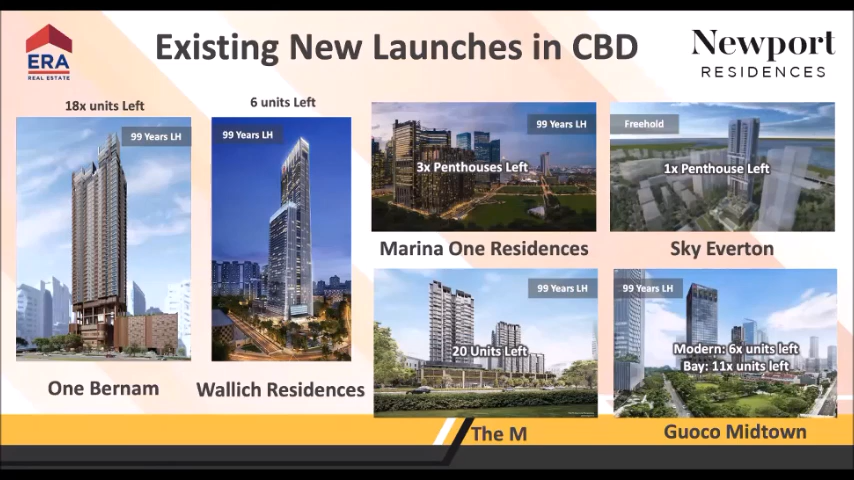 ERA
REAL ESTATE
Existing New Launches in CBD
Newport
RESIDENCES
18x units Left
99 Years LH
One Bernam
6 units Left
99 Years LH
Wallich Residences
99 Years LH
3x Penthouses Left
Marina One Residences
Freehold
1x Penthouse Left
Sky Everton
99 Years LH
20 Units Left
The M
99 Years LH
Modern: 6x units left
Bay: 11x units left
Guoco Midtown